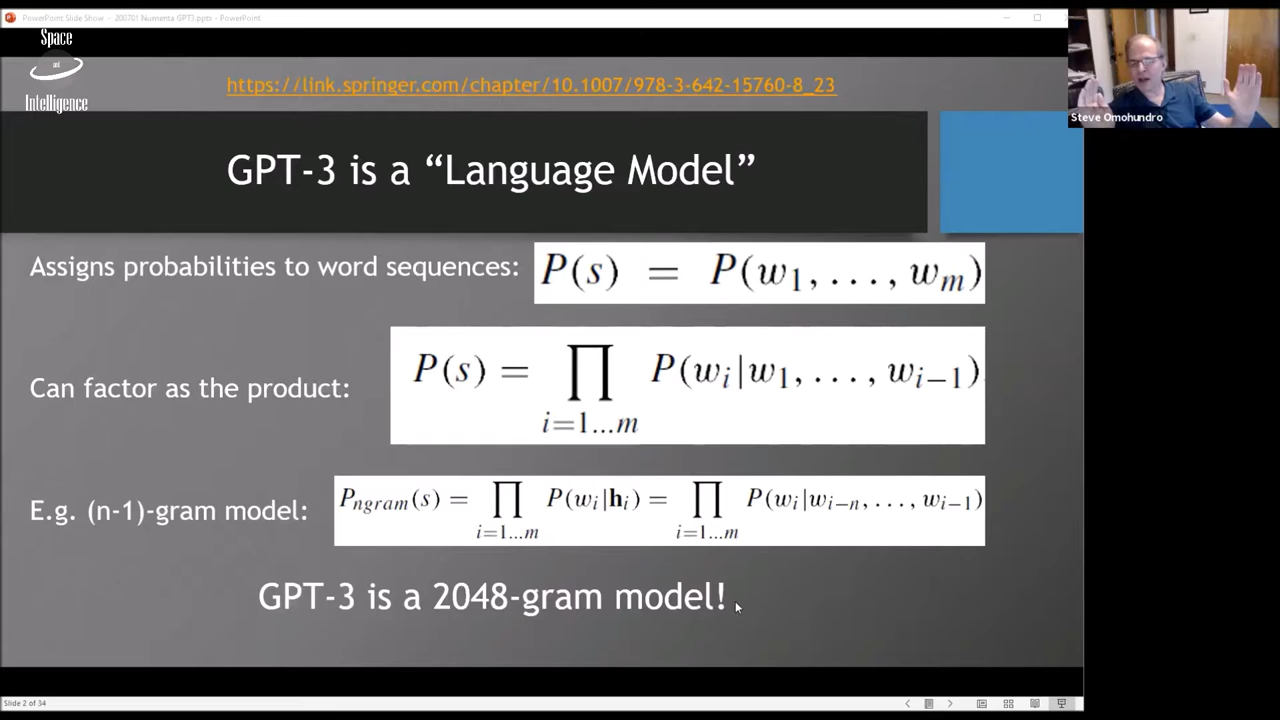 PowerPoint Slide Show - 200701 Numenta GPT3.pptx - PowerPoint
Space
and
Intelligence
https://link.springer.com/chapter/10.1007/978-3-642-15760-8_23
Steve Omohundro
GPT-3 is a “Language Model”
Assigns probabilities to word sequences: P(s) = P(w₁, . . . , wₘ)
Can factor as the product: P(s) = ∏ P(wᵢ|w₁, . . . , wᵢ₋₁)
i=1...m
E.g. (n-1)-gram model: Pₙgᵣₐₘ(s) = ∏ P(wᵢ|hᵢ) = ∏ P(wᵢ|wᵢ₋ₙ, . . . , wᵢ₋₁)
i=1...m i=1...m
GPT-3 is a 2048-gram model!
Slide 2 of 34